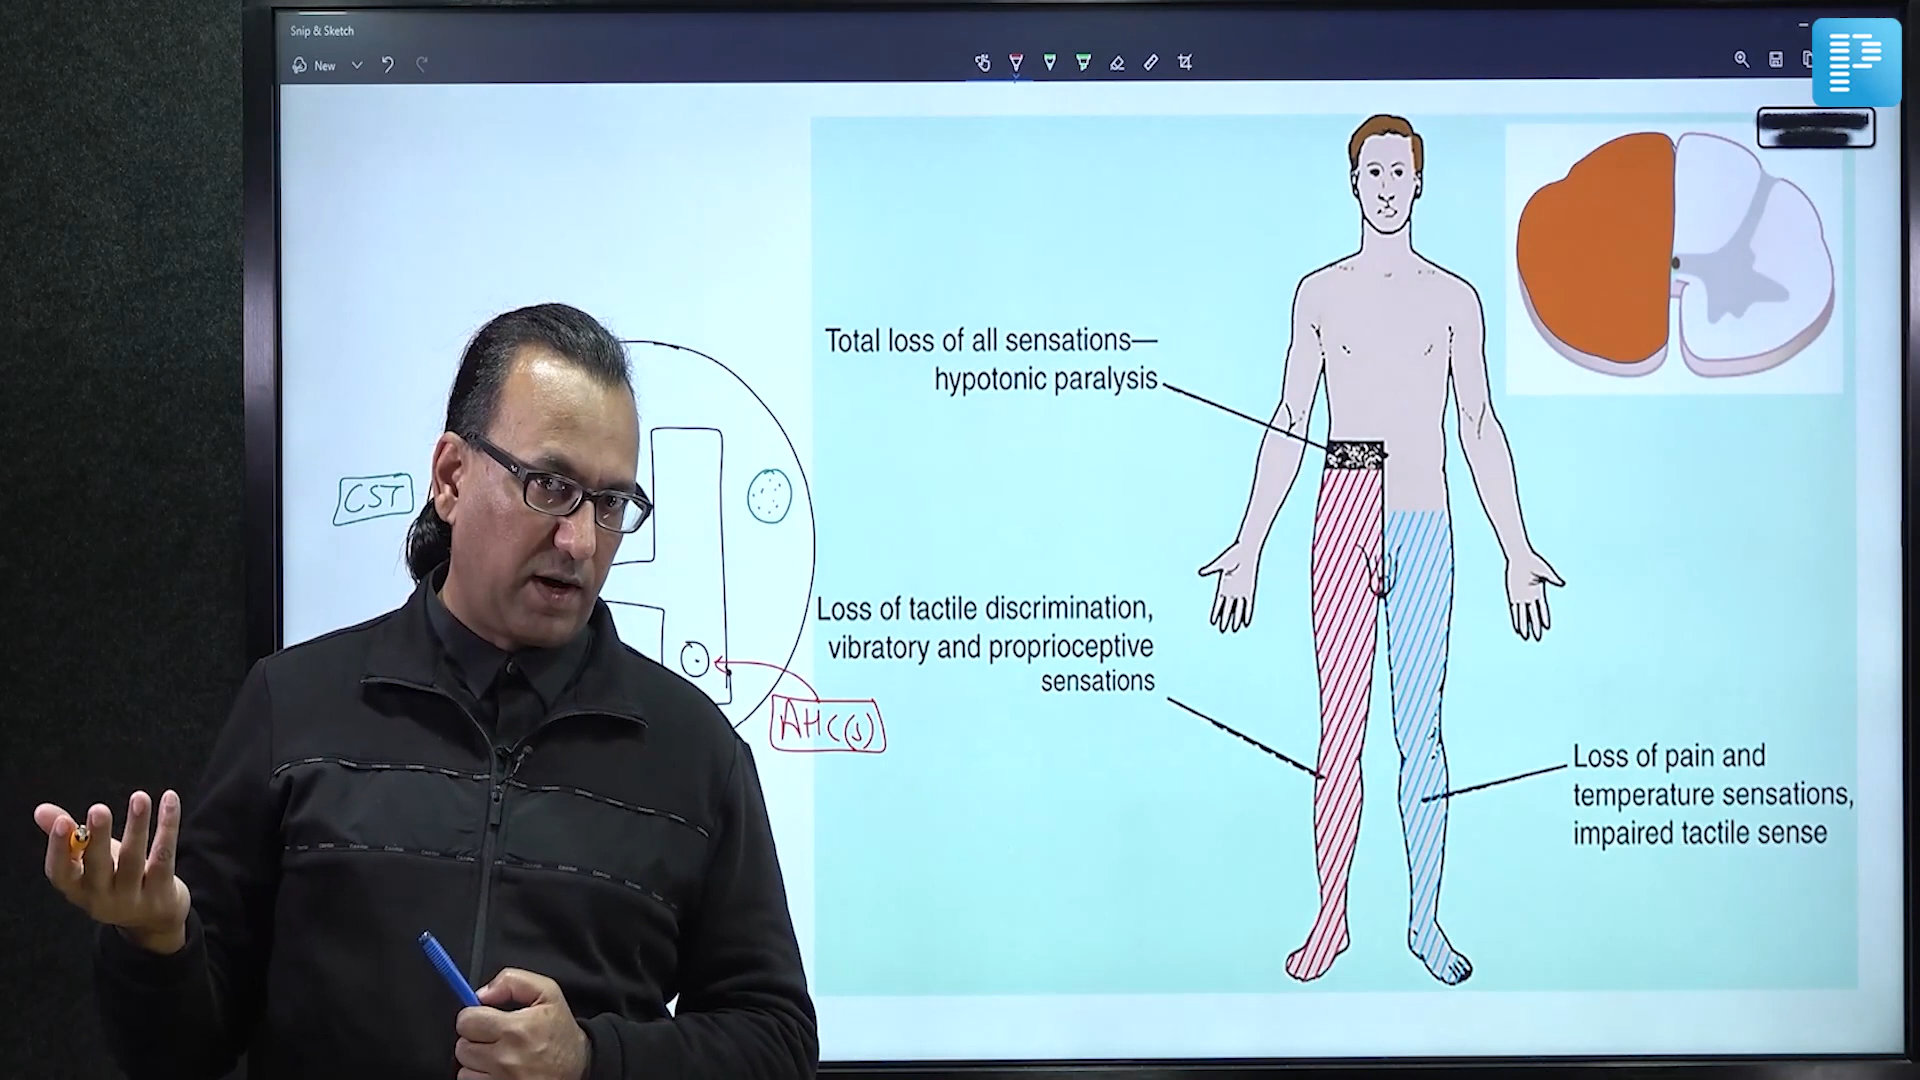 Snip & Sketch
New
Total loss of all sensations—
hypotonic paralysis
CST
Loss of tactile discrimination,
vibratory and proprioceptive
sensations
AHC(s)
Loss of pain and
temperature sensations,
impaired tactile sense